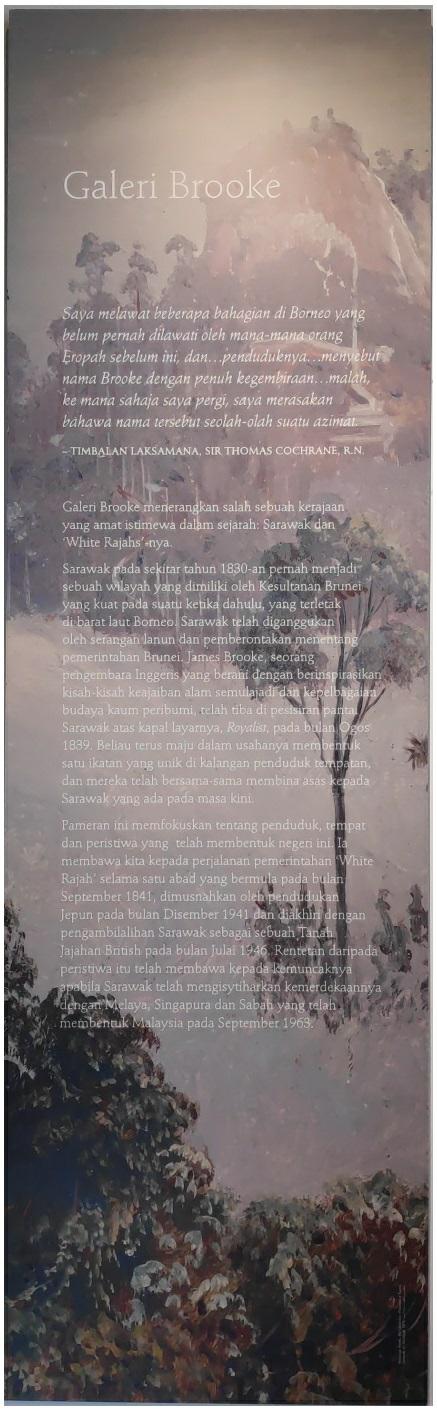 Galeri Brooke
Saya melawat beberapa bahagian di Borneo yang
belum pernah dilawati oleh mana-mana orang
Eropah sebelum ini, dan...penduduknya...menyebut
nama Brooke dengan penuh kegembiraan...malah,
ke mana sahaja saya pergi, saya merasakan
bahawa nama tersebut seolah-olah suatu azimat.
– TIMBALAN LAKSAMANA, SIR THOMAS COCHRANE, R.N.
Galeri Brooke menerangkan salah sebuah kerajaan
yang amat istimewa dalam sejarah: Sarawak dan
'White Rajahs'-nya.
Sarawak pada sekitar tahun 1830-an pernah menjadi
sebuah wilayah yang dimiliki oleh Kesultanan Brunei
yang kuat pada suatu ketika dahulu, yang terletak
di barat laut Borneo. Sarawak telah diganggukan
oleh serangan lanun dan pemberontakan menentang
pemerintahan Brunei. James Brooke, seorang
pengembara Inggeris yang berani dengan berinspirasikan
kisah-kisah keajaiban alam semulajadi dan kepelbagaian
budaya kaum peribumi, telah tiba di pesisiran pantai
Sarawak atas kapal layarnya, Royalist, pada bulan Ogos
1839. Beliau terus maju dalam usahanya membentuk
satu ikatan yang unik di kalangan penduduk tempatan,
dan mereka telah bersama-sama membina asas kepada
Sarawak yang ada pada masa kini.
Pameran ini memfokuskan tentang penduduk, tempat
dan peristiwa yang telah membentuk negeri ini. Ia
membawa kita kepada perjalanan pemerintahan 'White
Rajah' selama satu abad yang bermula pada bulan
September 1841, dimusnahkan oleh pendudukan
Jepun pada bulan Disember 1941 dan diakhiri dengan
pengambilalihan Sarawak sebagai sebuah Tanah
Jajahan British pada bulan Julai 1946. Rentetan daripada
peristiwa itu telah membawa kepada kemuncaknya
apabila Sarawak telah mengisytiharkan kemerdekaannya
dengan Melaya, Singapura dan Sabah yang telah
membentuk Malaysia pada September 1963.